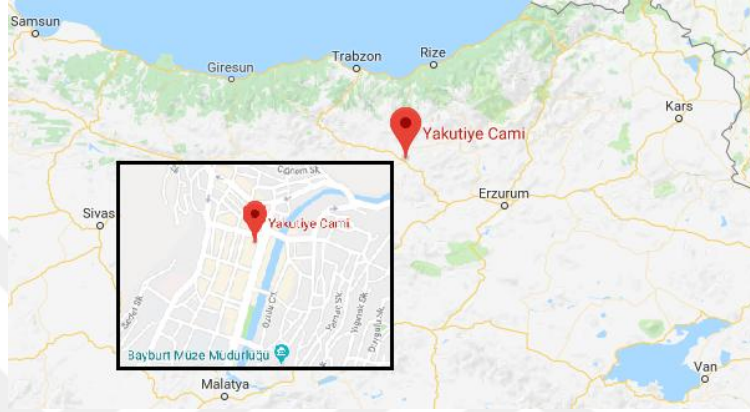 Samsun
Giresun
Trabzon
Rize
Kars
Yakutiye Cami
Erzurum
Sivas
Yakutiye Cami
Bayburt Müze Müdürlüğü
Malatya
Van